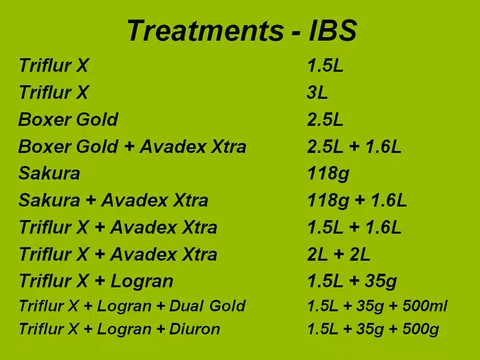 Treatments - IBS
Triflur X 1.5L
Triflur X 3L
Boxer Gold 2.5L
Boxer Gold + Avadex Xtra 2.5L + 1.6L
Sakura 118g
Sakura + Avadex Xtra 118g + 1.6L
Triflur X + Avadex Xtra 1.5L + 1.6L
Triflur X + Avadex Xtra 2L + 2L
Triflur X + Logran 1.5L + 35g
Triflur X + Logran + Dual Gold 1.5L + 35g + 500ml
Triflur X + Logran + Diuron 1.5L + 35g + 500g